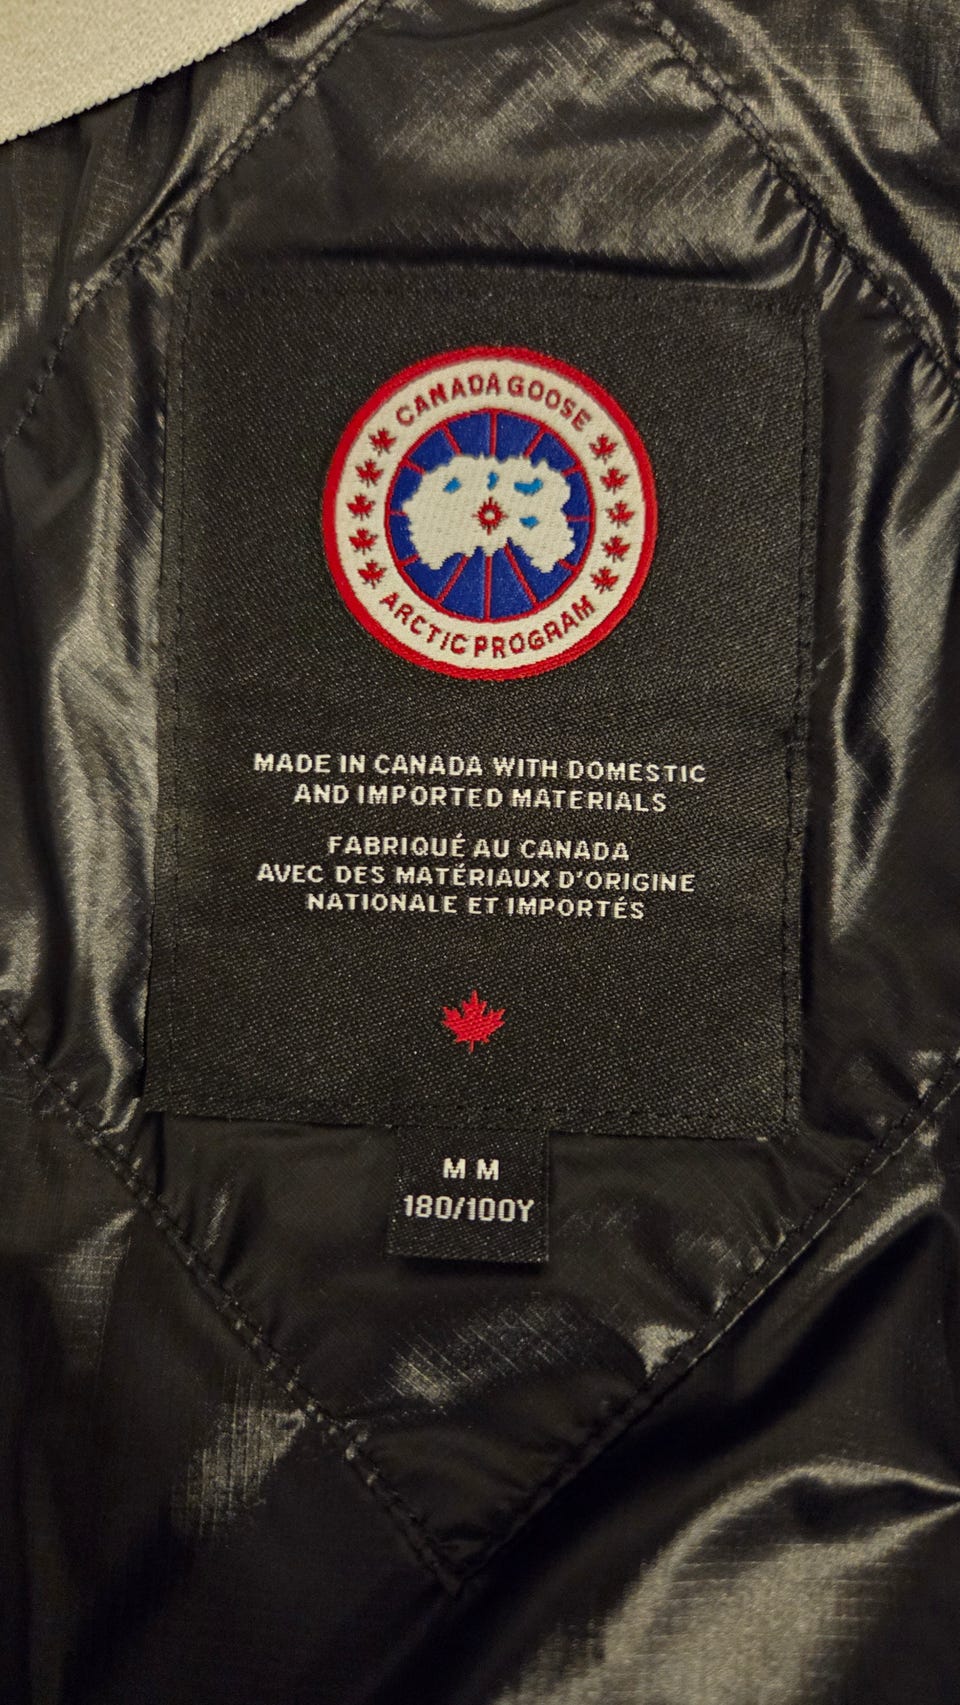 CANADA GOOSE
ARCTIC PROGRAM
MADE IN CANADA WITH DOMESTIC
AND IMPORTED MATERIALS
FABRIQUÉ AU CANADA
AVEC DES MATÉRIAUX D'ORIGINE
NATIONALE ET IMPORTÉS
M M
180/100Y